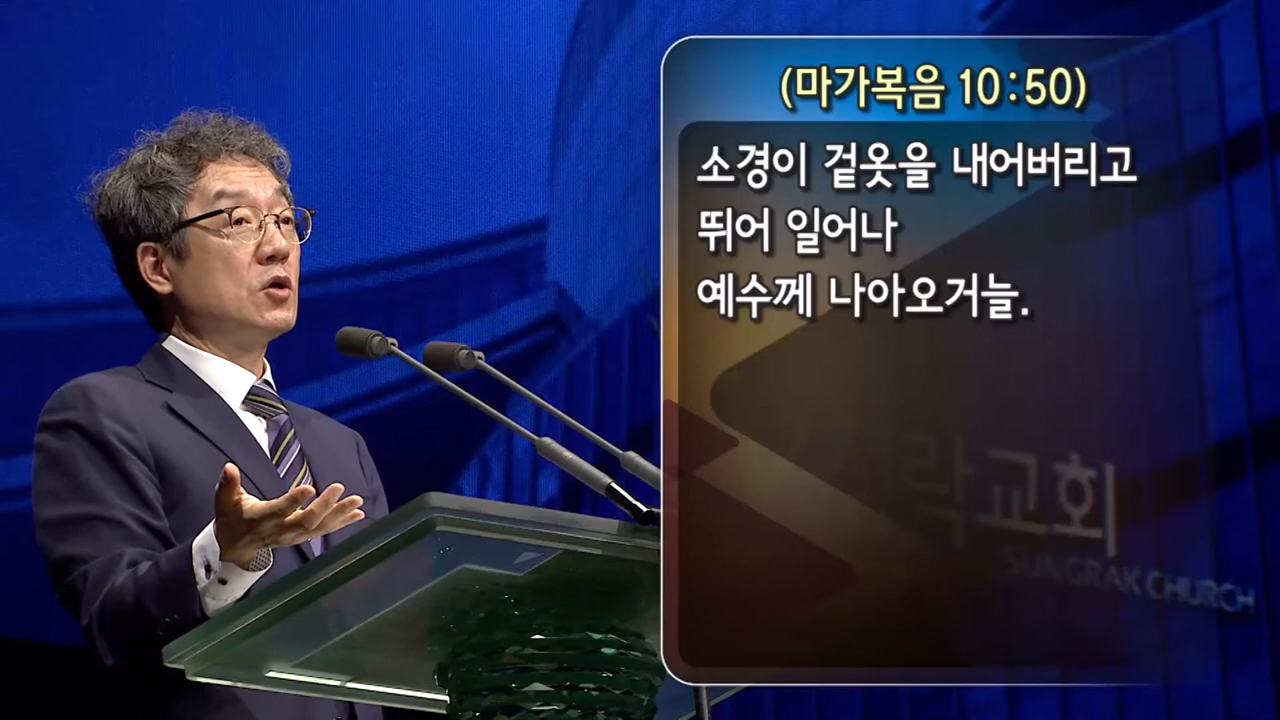 (마가복음 10:50)
소경이 겉옷을 내어버리고
뛰어 일어나
예수께 나아오거늘.
락교회
SUNGRAK CHURCH